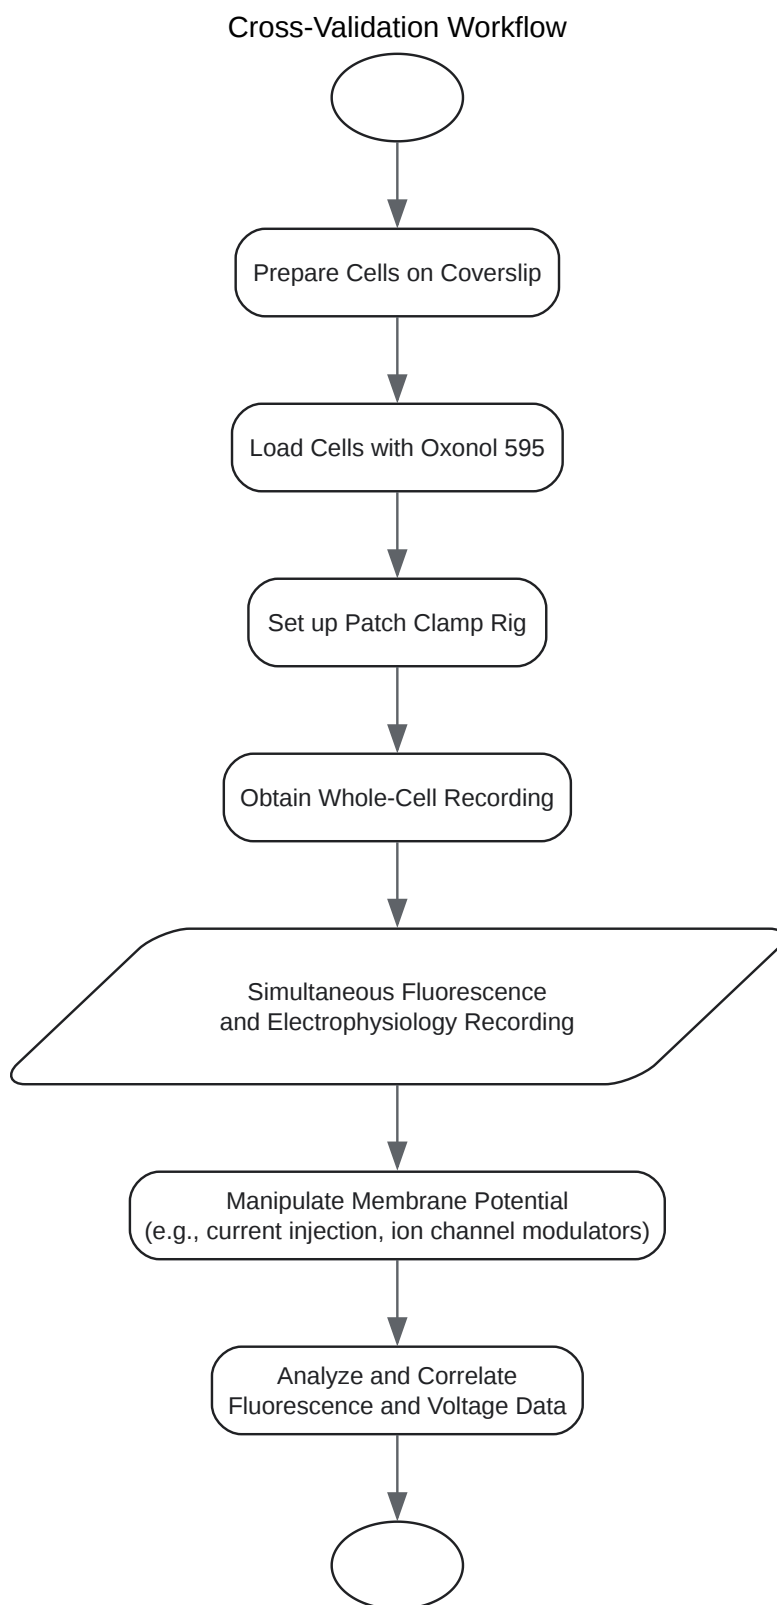 Cross-Validation Workflow
Prepare Cells on Coverslip
Load Cells with Oxonol 595
Set up Patch Clamp Rig
Obtain Whole-Cell Recording
Simultaneous Fluorescence
and Electrophysiology Recording
Manipulate Membrane Potential
(e.g., current injection, ion channel modulators)
Analyze and Correlate
Fluorescence and Voltage Data